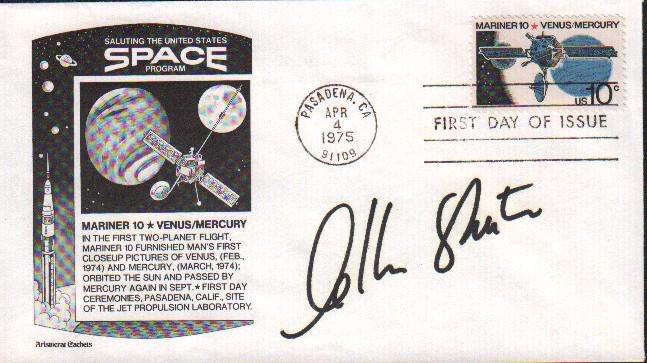 SALUTING THE UNITED STATES
SPACE
PROGRAM
MARINER 10 ★ VENUS/MERCURY
IN THE FIRST TWO-PLANET FLIGHT,
MARINER 10 FURNISHED MAN'S FIRST
CLOSEUP PICTURES OF VENUS, (FEB.,
1974) AND MERCURY, (MARCH, 1974);
ORBITED THE SUN AND PASSED BY
MERCURY AGAIN IN SEPT.★ FIRST DAY
CEREMONIES, PASADENA, CALIF., SITE
OF THE JET PROPULSION LABORATORY.
Aristocrat Cachets
PASADENA, CA
APR
4
1975
91109
MARINER 10 ★ VENUS/MERCURY
US 10c
FIRST DAY OF ISSUE